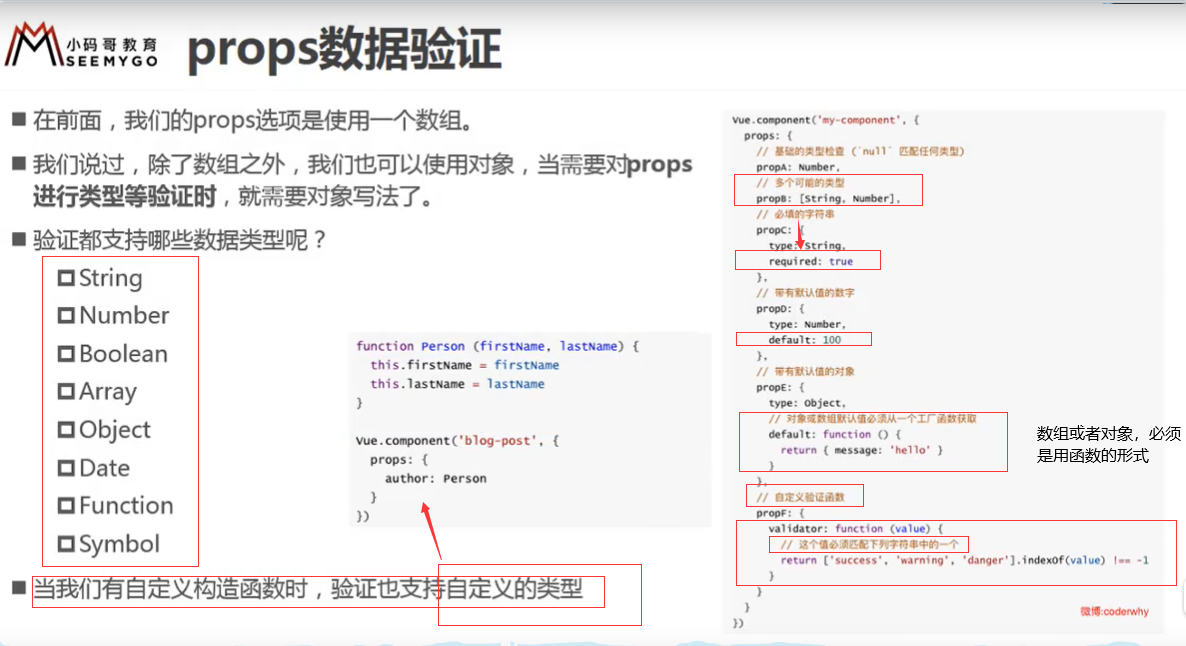 小码哥教育
SEEMYGO
props数据验证
在前面，我们的props选项是使用一个数组。
我们说过，除了数组之外，我们也可以使用对象，当需要对props
进行类型等验证时，就需要对象写法了。
验证都支持哪些数据类型呢？
String
Number
Boolean
Array
Object
Date
Function
Symbol
当我们有自定义构造函数时，验证也支持自定义的类型
function Person (firstName, lastName) {
this.firstName = firstName
this.lastName = lastName
}
Vue.component('blog-post', {
props: {
author: Person
}
})
Vue.component('my-component', {
props: {
// 基础的类型检查 (`null` 匹配任何类型)
propA: Number,
// 多个可能的类型
propB: [String, Number],
// 必填的字符串
propC: {
type: String,
required: true
},
// 带有默认值的数字
propD: {
type: Number,
default: 100
},
// 带有默认值的对象
propE: {
type: Object,
// 对象或数组默认值必须从一个工厂函数获取
default: function () {
return { message: 'hello' }
}
},
// 自定义验证函数
propF: {
validator: function (value) {
// 这个值必须匹配下列字符串中的一个
return ['success', 'warning', 'danger'].indexOf(value) !== -1
}
}
}
})
微博:coderwhy
数组或者对象，必须
是用函数的形式